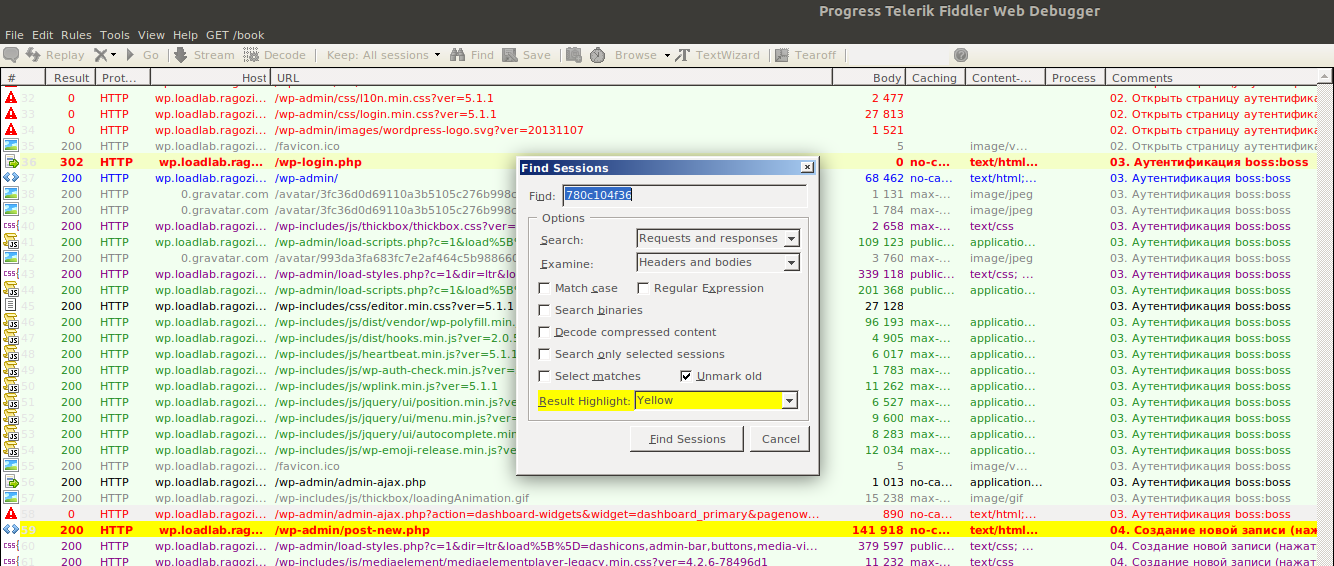 Progress Telerik Fiddler Web Debugger
File Edit Rules Tools View Help GET /book
Replay Go Stream Decode Keep: All sessions Find Save Browse TextWizard Tearoff
# Result Prot... Host URL Body Caching Content-... Process Comments
32 0 HTTP wp.loadlab.ragozi... /wp-admin/css/l10n.min.css?ver=5.1.1 2 477 02. Открыть страницу аутентифика
33 0 HTTP wp.loadlab.ragozi... /wp-admin/css/login.min.css?ver=5.1.1 27 813 02. Открыть страницу аутентифика
34 0 HTTP wp.loadlab.ragozi... /wp-admin/images/wordpress-logo.svg?ver=20131107 1 521 02. Открыть страницу аутентифика
35 200 HTTP wp.loadlab.ragozi... /favicon.ico 5 image/v... 02. Открыть страницу аутентифика
36 302 HTTP wp.loadlab.rag... /wp-login.php 0 no-c... text/html... 03. Аутентификация boss:boss
37 200 HTTP wp.loadlab.ragozi... /wp-admin/ 68 462 no-ca... text/html;... 03. Аутентификация boss:boss
38 200 HTTP 0.gravatar.com /avatar/3fc36d0d69110a3b5105c276b998c 1 131 max-... image/jpeg 03. Аутентификация boss:boss
39 200 HTTP 0.gravatar.com /avatar/3fc36d0d69110a3b5105c276b998c 1 784 max-... image/jpeg 03. Аутентификация boss:boss
40 200 HTTP wp.loadlab.ragozi... /wp-includes/js/thickbox/thickbox.css?v 2 658 max-... text/css 03. Аутентификация boss:boss
41 200 HTTP wp.loadlab.ragozi... /wp-admin/load-scripts.php?c=1&load%5B% 109 123 public... applicatio... 03. Аутентификация boss:boss
42 200 HTTP 0.gravatar.com /avatar/993da3fa683fc7e2af464c5b988660 3 760 max-... image/jpeg 03. Аутентификация boss:boss
43 200 HTTP wp.loadlab.ragozi... /wp-admin/load-styles.php?c=1&dir=ltr&lo 339 118 public... text/css; ... 03. Аутентификация boss:boss
44 200 HTTP wp.loadlab.ragozi... /wp-admin/load-scripts.php?c=1&load%5B% 201 368 public... applicatio... 03. Аутентификация boss:boss
45 200 HTTP wp.loadlab.ragozi... /wp-includes/css/editor.min.css?ver=5.1.1 27 128 03. Аутентификация boss:boss
46 200 HTTP wp.loadlab.ragozi... /wp-includes/js/dist/vendor/wp-polyfill.min. 96 193 max-... applicatio... 03. Аутентификация boss:boss
47 200 HTTP wp.loadlab.ragozi... /wp-includes/js/dist/hooks.min.js?ver=2.0.5 4 905 max-... applicatio... 03. Аутентификация boss:boss
48 200 HTTP wp.loadlab.ragozi... /wp-includes/js/heartbeat.min.js?ver=5.1.1 6 017 max-... applicatio... 03. Аутентификация boss:boss
49 200 HTTP wp.loadlab.ragozi... /wp-includes/js/wp-auth-check.min.js?ver 1 783 max-... applicatio... 03. Аутентификация boss:boss
50 200 HTTP wp.loadlab.ragozi... /wp-includes/js/wplink.min.js?ver=5.1.1 11 262 max-... applicatio... 03. Аутентификация boss:boss
51 200 HTTP wp.loadlab.ragozi... /wp-includes/js/jquery/ui/position.min.js?ve 6 527 max-... applicatio... 03. Аутентификация boss:boss
52 200 HTTP wp.loadlab.ragozi... /wp-includes/js/jquery/ui/menu.min.js?ver 9 600 max-... applicatio... 03. Аутентификация boss:boss
53 200 HTTP wp.loadlab.ragozi... /wp-includes/js/jquery/ui/autocomplete.min 8 283 max-... applicatio... 03. Аутентификация boss:boss
54 200 HTTP wp.loadlab.ragozi... /wp-includes/js/wp-emoji-release.min.js?ve 12 034 max-... applicatio... 03. Аутентификация boss:boss
55 200 HTTP wp.loadlab.ragozi... /favicon.ico 5 image/v... 03. Аутентификация boss:boss
56 200 HTTP wp.loadlab.ragozi... /wp-admin/admin-ajax.php 1 013 no-ca... application... 03. Аутентификация boss:boss
57 200 HTTP wp.loadlab.ragozi... /wp-includes/js/thickbox/loadingAnimation.gif 15 238 max-... image/gif 03. Аутентификация boss:boss
58 0 HTTP wp.loadlab.ragozi... /wp-admin/admin-ajax.php?action=dashboard-widgets&widget=dashboard_primary&pagenow... 890 no-ca... text/html;... 03. Аутентификация boss:boss
59 200 HTTP wp.loadlab.rag... /wp-admin/post-new.php 141 918 no-c... text/html... 04. Создание новой записи (нажат
60 200 HTTP wp.loadlab.ragozi... /wp-admin/load-styles.php?c=1&dir=ltr&load%5B%5D=dashicons,admin-bar,buttons,media-vi... 379 597 public... text/css; ... 04. Создание новой записи (нажат
61 200 HTTP wp.loadlab.ragozi... /wp-includes/js/mediaelement/mediaelementplayer-legacy.min.css?ver=4.2.6-78496d1 11 232 max-... text/css 04. Создание новой записи (нажат
Find Sessions
Find: 780c104f36
Options
Search: Requests and responses
Examine: Headers and bodies
Match case Regular Expression
Search binaries
Decode compressed content
Search only selected sessions
Select matches Unmark old
Result Highlight: Yellow
Find Sessions Cancel